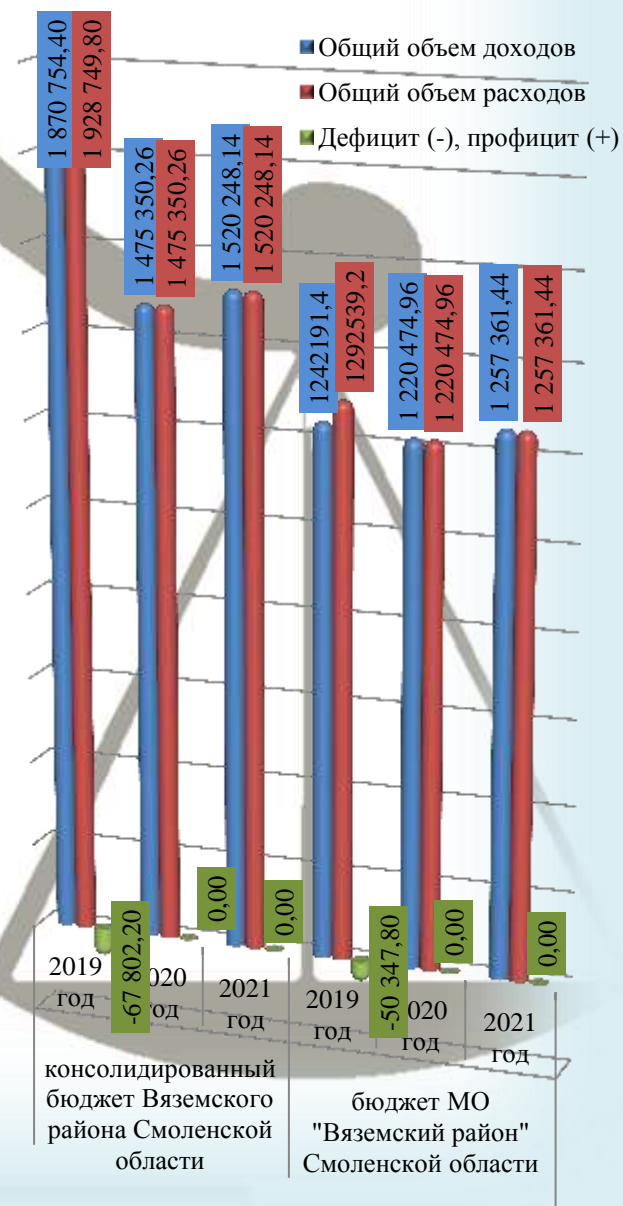 Общий объем доходов
Общий объем расходов
Дефицит (-), профицит (+)
1 870 754,40
1 928 749,80
1 475 350,26
1 475 350,26
1 520 248,14
1 520 248,14
1242191,4
1292539,2
1 220 474,96
1 220 474,96
1 257 361,44
1 257 361,44
-67 802,20
0,00
0,00
-50 347,80
0,00
0,00
2019
год
2020
год
2021
год
2019
год
2020
год
2021
год
консолидированный
бюджет Вяземского
района Смоленской
области
бюджет МО
"Вяземский район"
Смоленской области